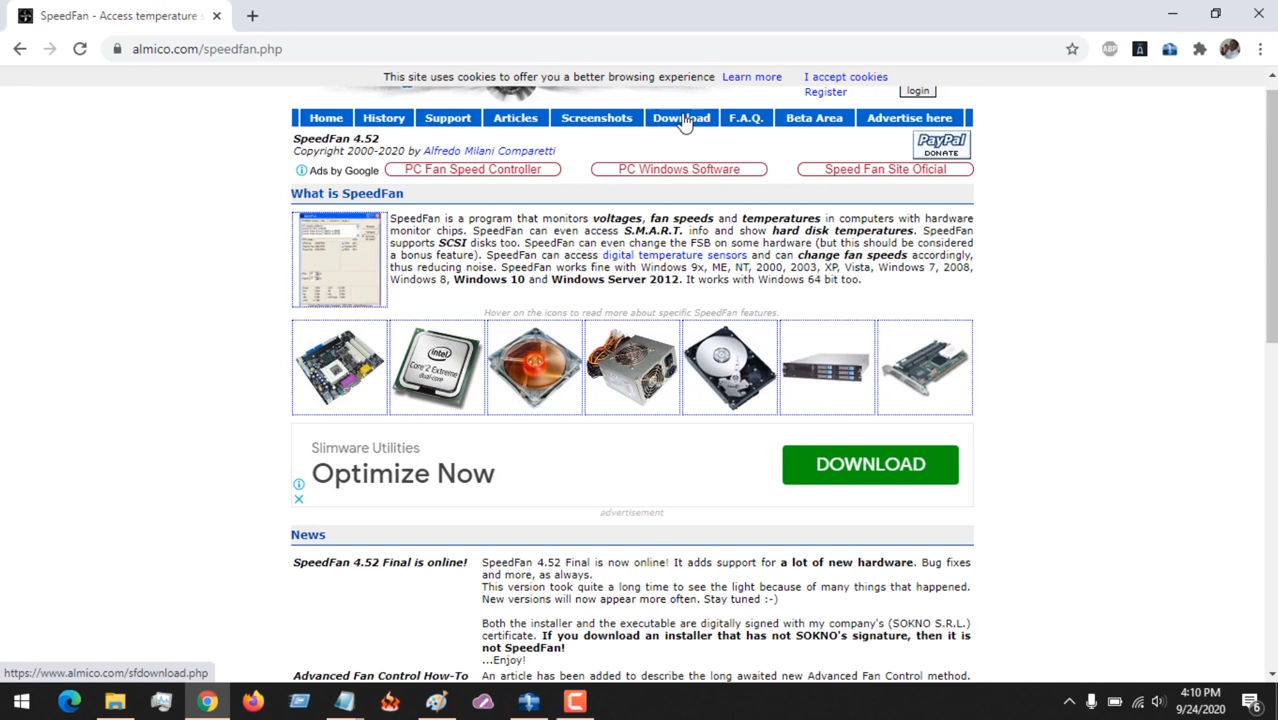 SpeedFan - Access temperature s
almico.com/speedfan.php
ABP
This site uses cookies to offer you a better browsing experience Learn more I accept cookies
Register login
Home History Support Articles Screenshots Download F.A.Q. Beta Area Advertise here
SpeedFan 4.52
Copyright 2000-2020 by Alfredo Milani Comparetti
PayPal
DONATE
Ads by Google PC Fan Speed Controller PC Windows Software Speed Fan Site Oficial
What is SpeedFan
SpeedFan is a program that monitors voltages, fan speeds and temperatures in computers with hardware
monitor chips. SpeedFan can even access S.M.A.R.T. info and show hard disk temperatures. SpeedFan
supports SCSI disks too. SpeedFan can even change the FSB on some hardware (but this should be considered
a bonus feature). SpeedFan can access digital temperature sensors and can change fan speeds accordingly,
thus reducing noise. SpeedFan works fine with Windows 9x, ME, NT, 2000, 2003, XP, Vista, Windows 7, 2008,
Windows 8, Windows 10 and Windows Server 2012. It works with Windows 64 bit too.
Hover on the icons to read more about specific SpeedFan features.
intel
Core 2 Extreme
dual-core
Slimware Utilities
Optimize Now
DOWNLOAD
advertisement
News
SpeedFan 4.52 Final is online!
SpeedFan 4.52 Final is now online! It adds support for a lot of new hardware. Bug fixes
and more, as always.
This version took quite a long time to see the light because of many things that happened.
New versions will now appear more often. Stay tuned :-)
Both the installer and the executable are digitally signed with my company's (SOKNO S.R.L.)
certificate. If you download an installer that has not SOKNO's signature, then it is
not SpeedFan!
...Enjoy!
Advanced Fan Control How-To An article has been added to describe the long awaited new Advanced Fan Control method.
https://www.almico.com/sfdownload.php
4:10 PM
9/24/2020
6